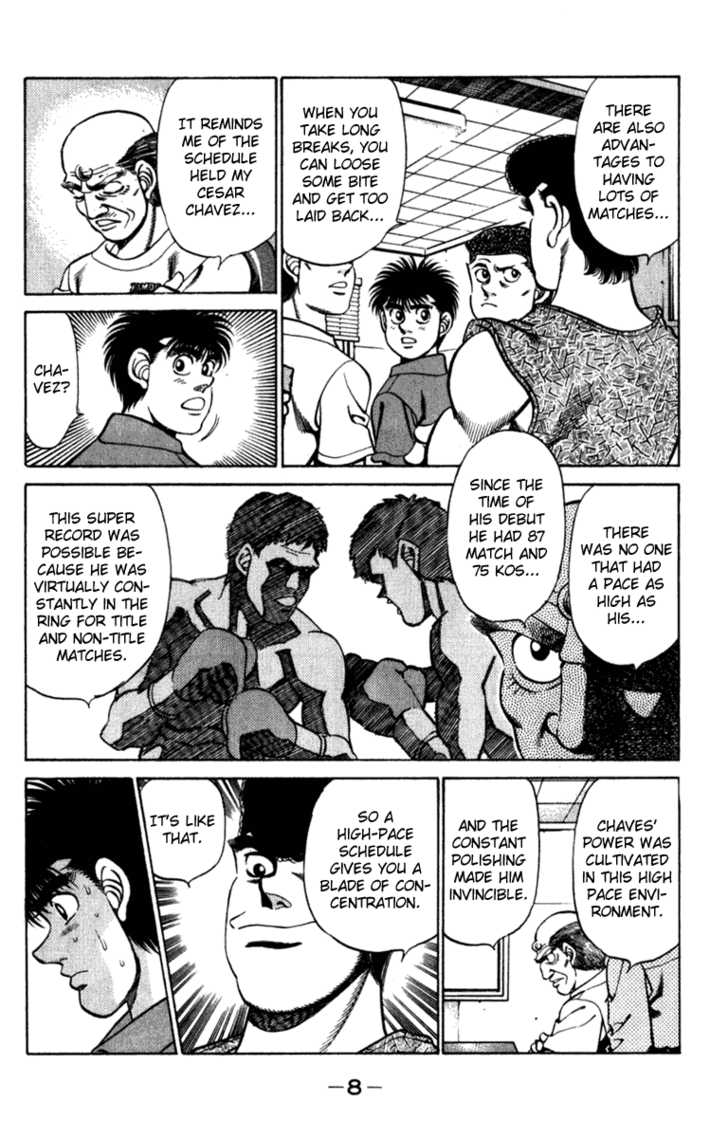 THERE
ARE ALSO
ADVAN-
TAGES TO
HAVING
LOTS OF
MATCHES...
WHEN YOU
TAKE LONG
BREAKS, YOU
CAN LOOSE
SOME BITE
AND GET TOO
LAID BACK...
IT REMINDS
ME OF THE
SCHEDULE
HELD MY
CESAR
CHAVEZ...
CHA-
VEZ?
THERE
WAS NO ONE
THAT HAD
A PACE AS
HIGH AS
HIS...
SINCE THE
TIME OF
HIS DEBUT
HE HAD 87
MATCH AND
75 KOS...
THIS SUPER
RECORD WAS
POSSIBLE BE-
CAUSE HE WAS
VIRTUALLY CON-
STANTLY IN THE
RING FOR TITLE
AND NON-TITLE
MATCHES.
CHAVES'
POWER WAS
CULTIVATED
IN THIS HIGH
PACE ENVI-
RONMENT.
AND THE
CONSTANT
POLISHING
MADE HIM
INVINCIBLE.
SO A
HIGH-PACE
SCHEDULE
GIVES YOU A
BLADE OF CON-
CENTRATION.
IT'S LIKE
THAT.
—8—